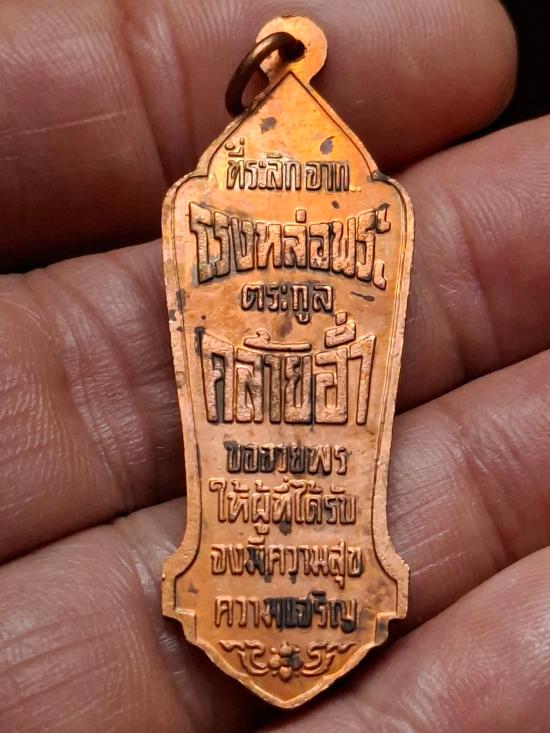 ที่ระลึกจาก
โรงหล่อพระ
ตระกูล
คล้ายฮ่ำ
ขออวยพร
ให้ผู้ที่ได้รับ
จงมีความสุข
ความเจริญ